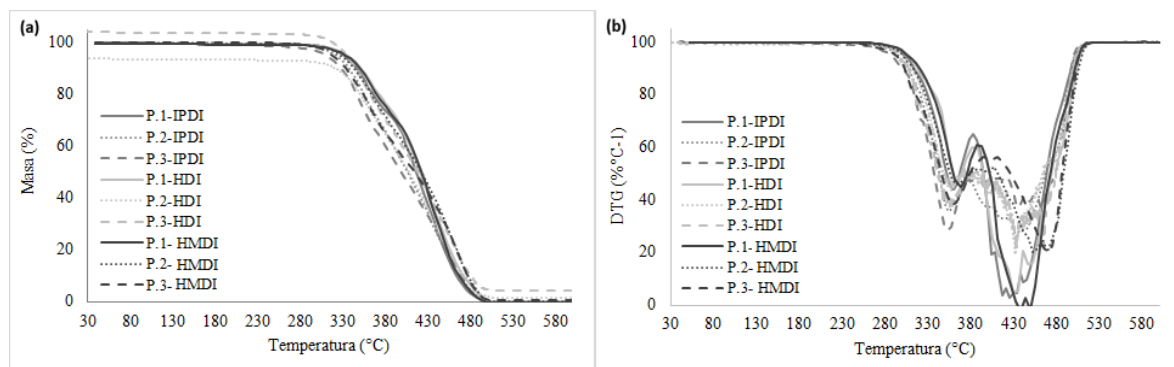 (a)
100
80
60
40
20
0
Masa (%)
P.1-IPDI
P.2-IPDI
P.3-IPDI
P.1-HDI
P.2-HDI
P.3-HDI
P.1- HMDI
P.2- HMDI
P.3- HMDI
30 80 130 180 230 280 330 380 430 480 530 580
Temperatura (°C)
(b)
100
80
60
40
20
0
DTG (% °C-1)
P.1-IPDI
P.2-IPDI
P.3-IPDI
P.1-HDI
P.2-HDI
P.3-HDI
P.1-HMDI
P.2- HMDI
P.3- HMDI
30 80 130 180 230 280 330 380 430 480 530 580
Temperatura (°C)